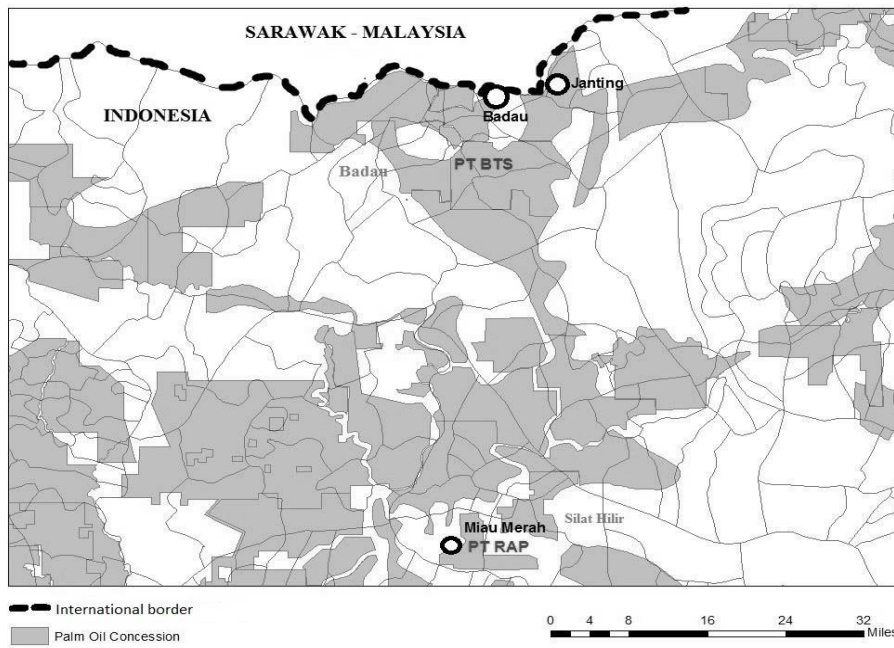 SARAWAK - MALAYSIA
INDONESIA
Janting
Badau
Badau
PT BTS
Miau Merah
PT RAP
Silat Hilir
International border
Palm Oil Concession
0 2 4 8 16 24 32
Miles